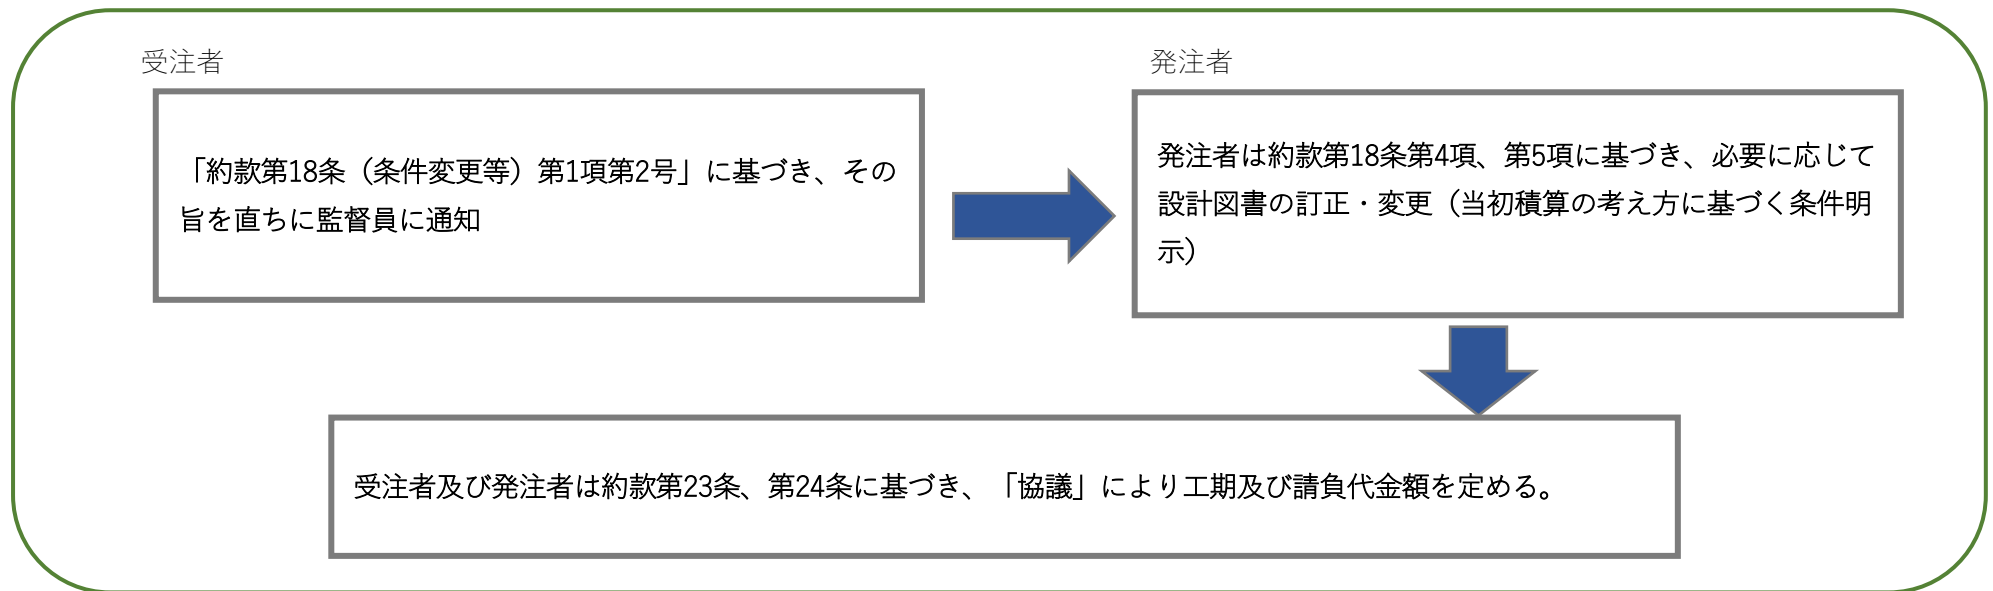 受注者
「約款第18条（条件変更等）第1項第2号」に基づき、その
旨を直ちに監督員に通知
発注者
発注者は約款第18条第4項、第5項に基づき、必要に応じて
設計図書の訂正・変更（当初積算の考え方に基づく条件明
示）
受注者及び発注者は約款第23条、第24条に基づき、「協議」により工期及び請負代金額を定める。